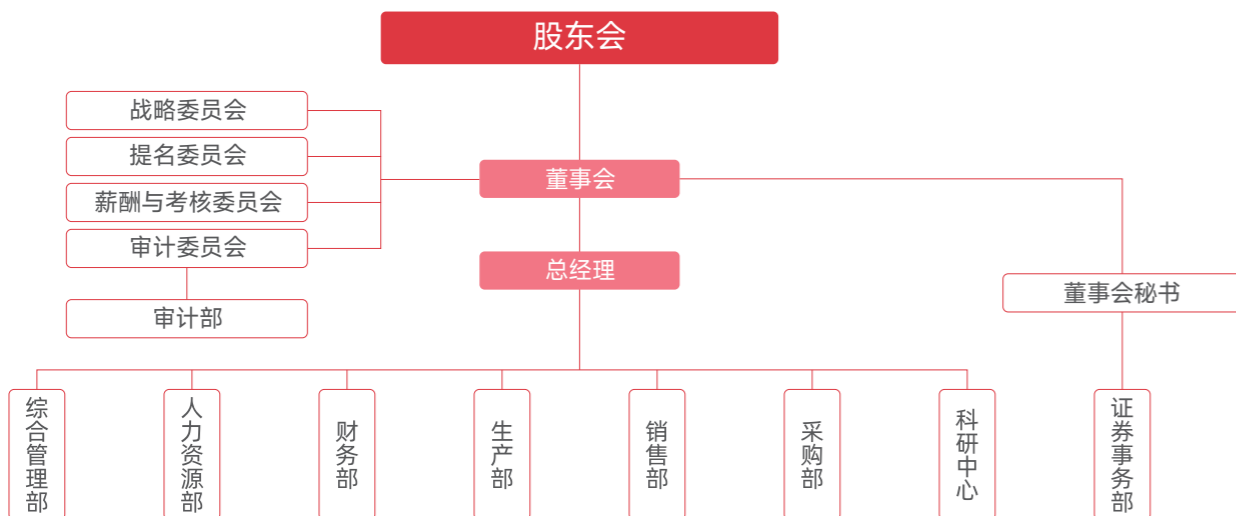 股东会
战略委员会
提名委员会
董事会
薪酬与考核委员会
审计委员会
总经理
董事会秘书
审计部
综合管理部
人力资源部
财务部
生产部
销售部
采购部
科研中心
证券事务部